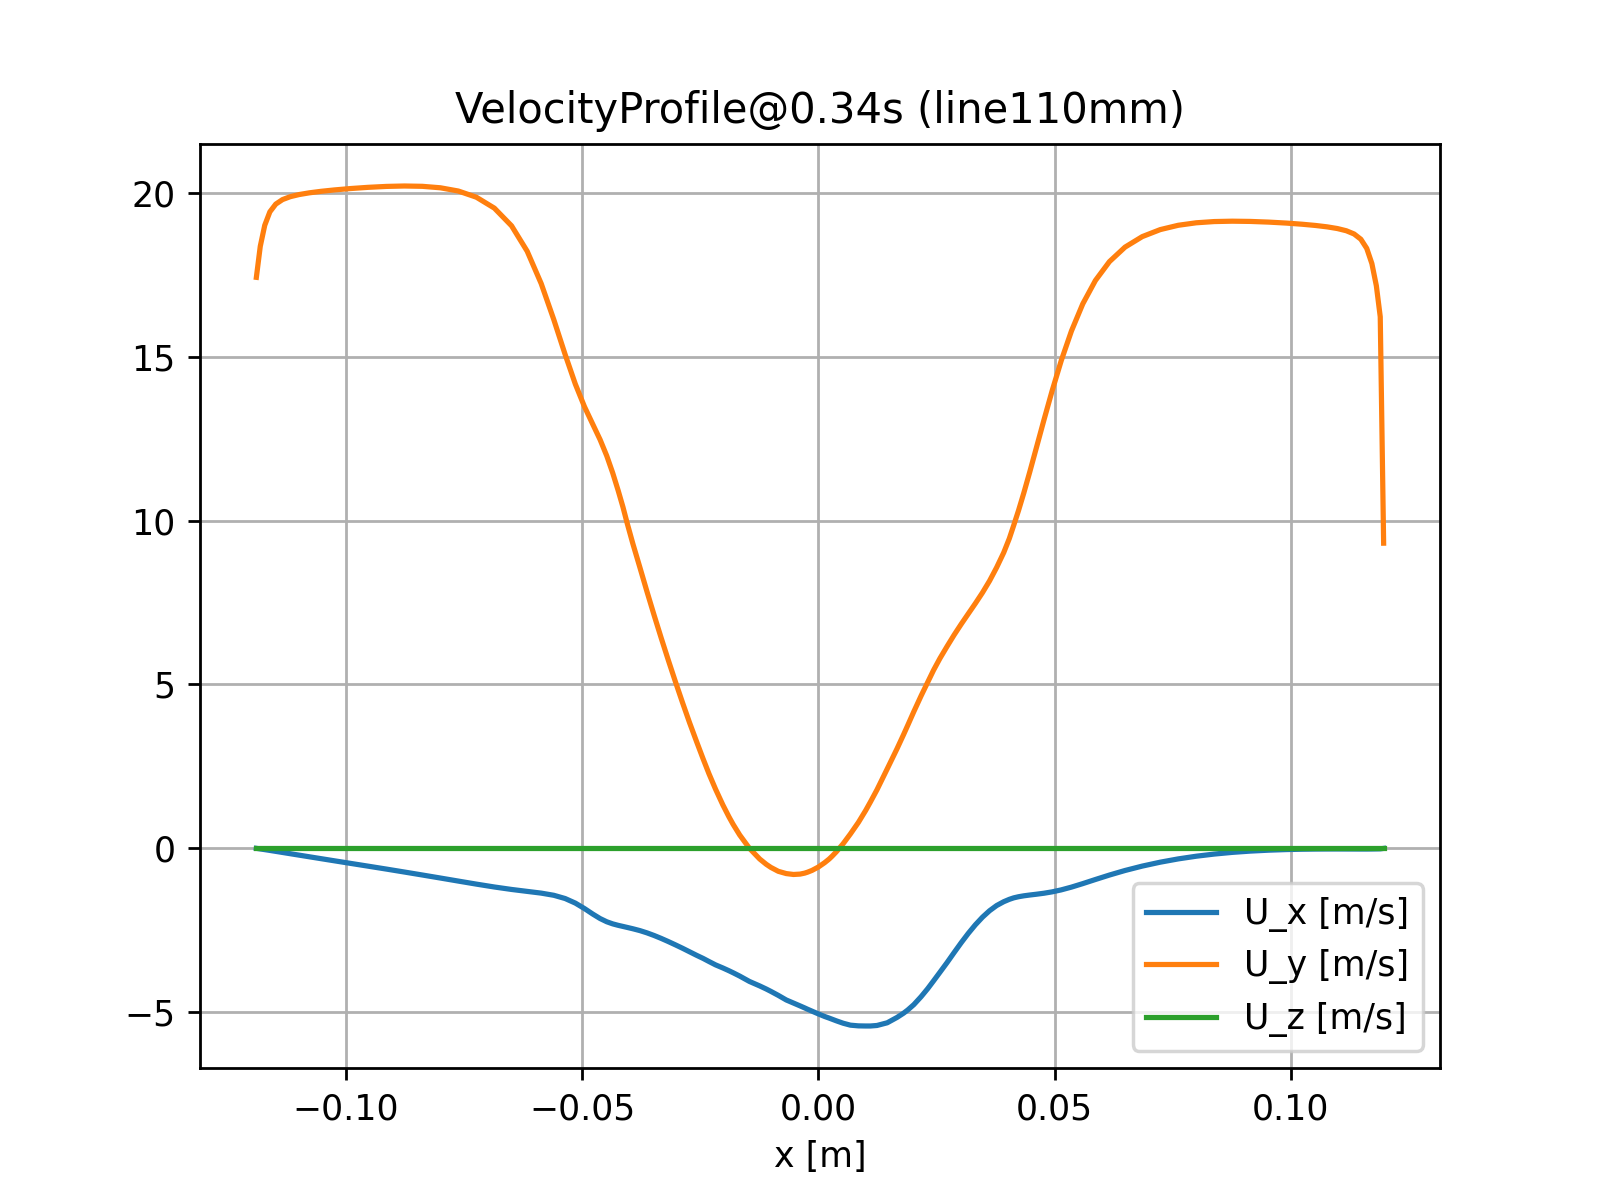 VelocityProfile@0.34s (line110mm)
20
15
10
5
0
−5
U_x [m/s]
U_y [m/s]
U_z [m/s]
−0.10 −0.05 0.00 0.05 0.10
x [m]